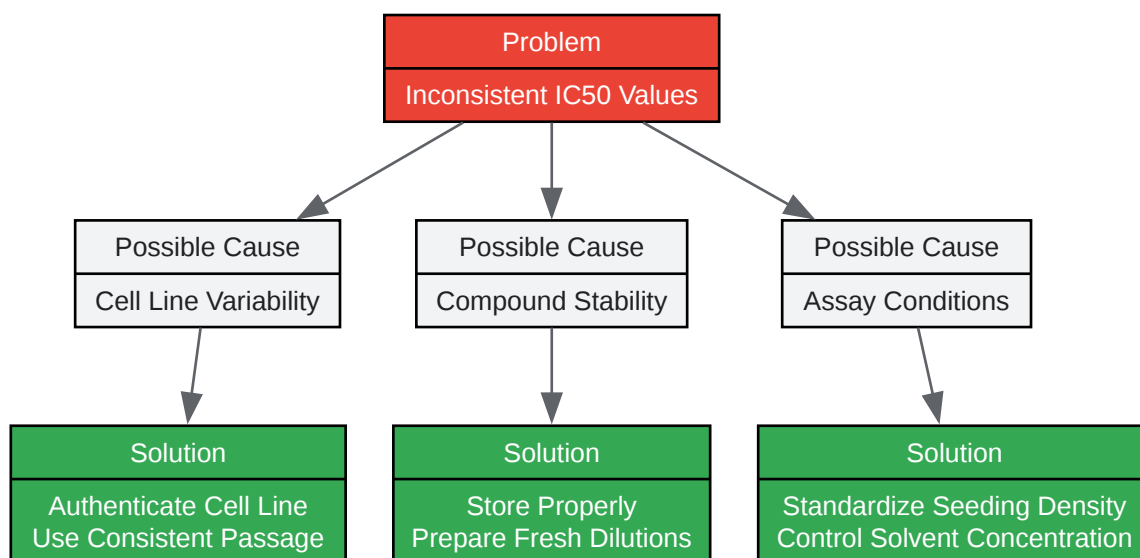 Problem
Inconsistent IC50 Values
Possible Cause
Cell Line Variability
Possible Cause
Compound Stability
Possible Cause
Assay Conditions
Solution
Authenticate Cell Line
Use Consistent Passage
Solution
Store Properly
Prepare Fresh Dilutions
Solution
Standardize Seeding Density
Control Solvent Concentration